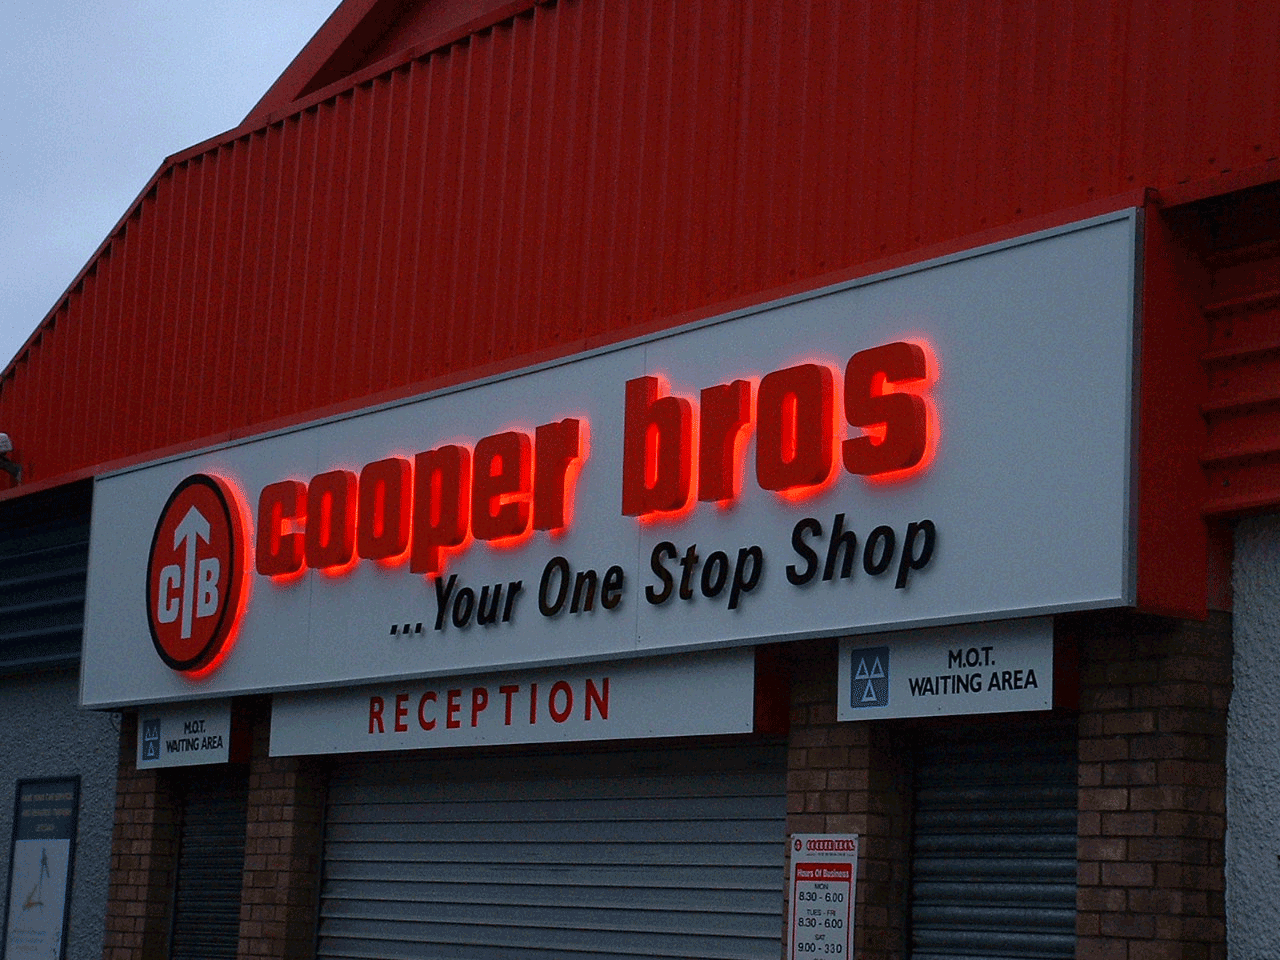 cooper bros
CTB
...Your One Stop Shop
RECEPTION
M.O.T.
WAITING AREA
M.O.T.
WAITING AREA
COOPER BROS.
Hours Of Business
MON
8.30 - 6.00
TUES - FRI
8.30 - 6.00
SAT
9.00 - 3.30